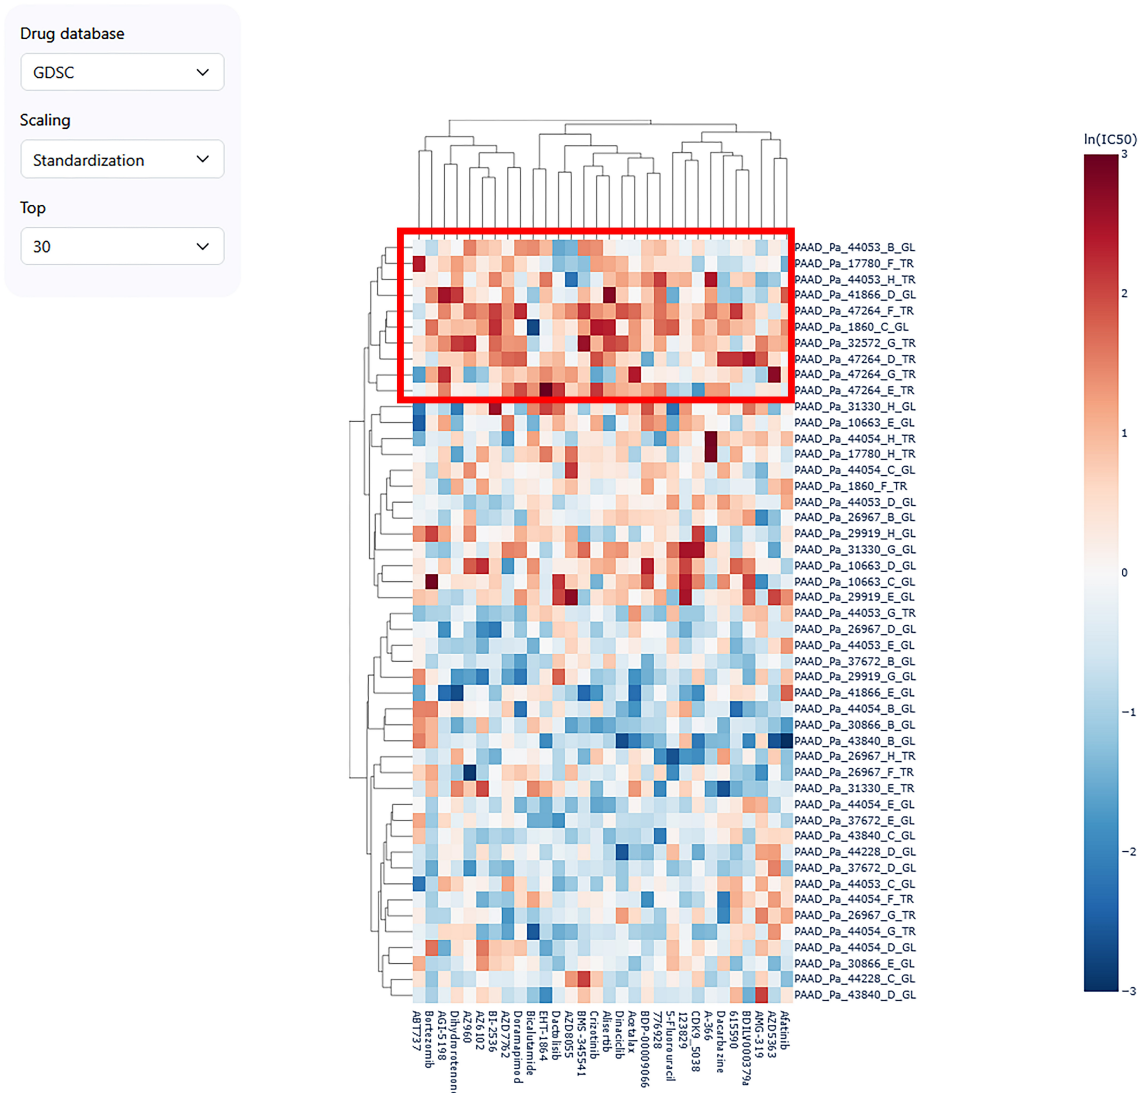 Drug database
GDSC
Scaling
Standardization
Top
30
ln(IC50)
3
2
1
0
−1
−2
−3
PAAD_Pa_44053_B_GL
PAAD_Pa_17780_F_TR
PAAD_Pa_44053_H_TR
PAAD_Pa_41866_D_GL
PAAD_Pa_47264_F_TR
PAAD_Pa_1860_C_GL
PAAD_Pa_32572_G_TR
PAAD_Pa_47264_D_TR
PAAD_Pa_47264_G_TR
PAAD_Pa_47264_E_TR
PAAD_Pa_31330_H_GL
PAAD_Pa_10663_E_GL
PAAD_Pa_44054_H_TR
PAAD_Pa_17780_H_TR
PAAD_Pa_44054_C_GL
PAAD_Pa_1860_F_TR
PAAD_Pa_44053_D_GL
PAAD_Pa_26967_B_GL
PAAD_Pa_29919_H_GL
PAAD_Pa_31330_G_GL
PAAD_Pa_10663_D_GL
PAAD_Pa_10663_C_GL
PAAD_Pa_29919_E_GL
PAAD_Pa_44053_G_TR
PAAD_Pa_26967_D_GL
PAAD_Pa_44053_E_GL
PAAD_Pa_37672_B_GL
PAAD_Pa_29919_G_GL
PAAD_Pa_41866_E_GL
PAAD_Pa_44054_B_GL
PAAD_Pa_30866_B_GL
PAAD_Pa_43840_B_GL
PAAD_Pa_26967_H_TR
PAAD_Pa_26967_F_TR
PAAD_Pa_31330_E_TR
PAAD_Pa_44054_E_GL
PAAD_Pa_37672_E_GL
PAAD_Pa_43840_C_GL
PAAD_Pa_44228_D_GL
PAAD_Pa_37672_D_GL
PAAD_Pa_44053_C_GL
PAAD_Pa_44054_F_TR
PAAD_Pa_26967_G_TR
PAAD_Pa_44054_G_TR
PAAD_Pa_44054_D_GL
PAAD_Pa_30866_E_GL
PAAD_Pa_44228_C_GL
PAAD_Pa_43840_D_GL
ABT737
Bortezomib
AGI-5198
Dihydrorotenone
AZ960
AZ6102
BI-2536
AZD7762
Doramapimod
Bicalutamide
EHT-1864
Dactolisib
AZD8055
BMS-345541
Crizotinib
Alisertib
Dinaciclib
Acetalax
BDP-00009066
776928
5-Fluorouracil
123829
CDK9_5038
A-366
Dacarbazine
615590
BDILV000379a
AMG-319
AZD5363
Afatinib